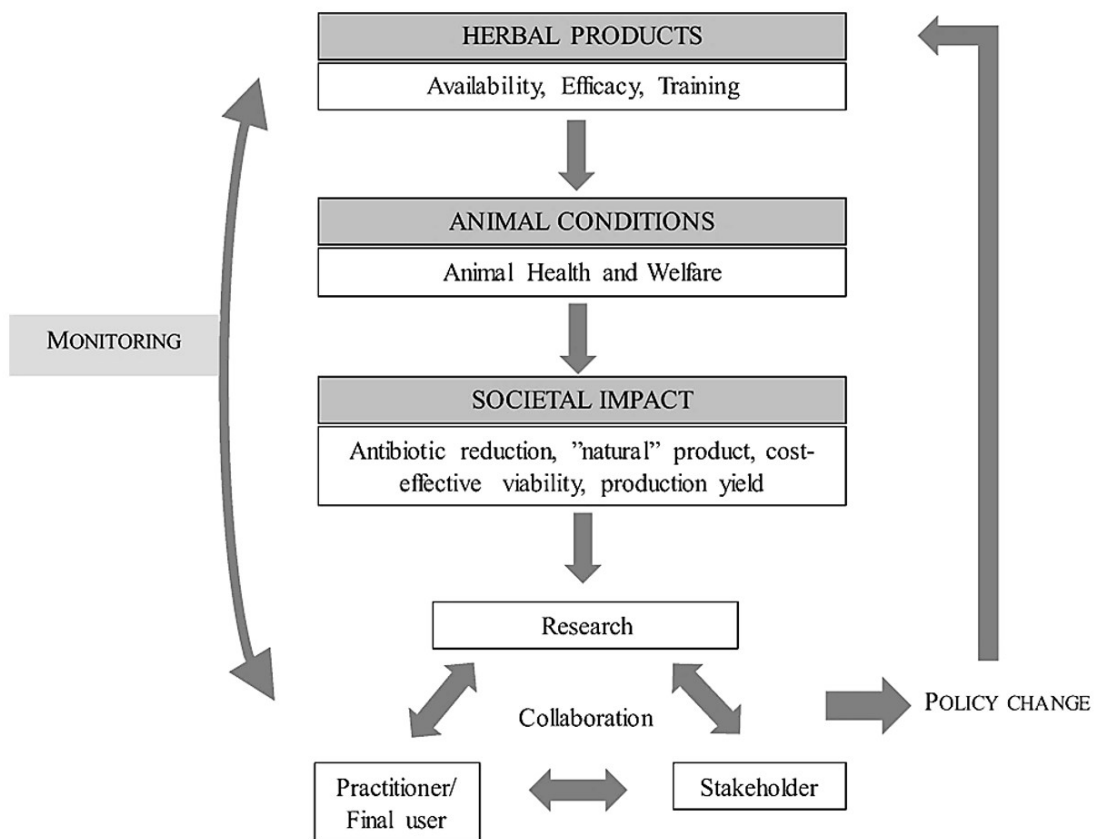 HERBAL PRODUCTS
Availability, Efficacy, Training
ANIMAL CONDITIONS
Animal Health and Welfare
MONITORING
SOCIETAL IMPACT
Antibiotic reduction, ”natural” product, cost-
effective viability, production yield
Research
Collaboration
POLICY CHANGE
Practitioner/
Final user
Stakeholder